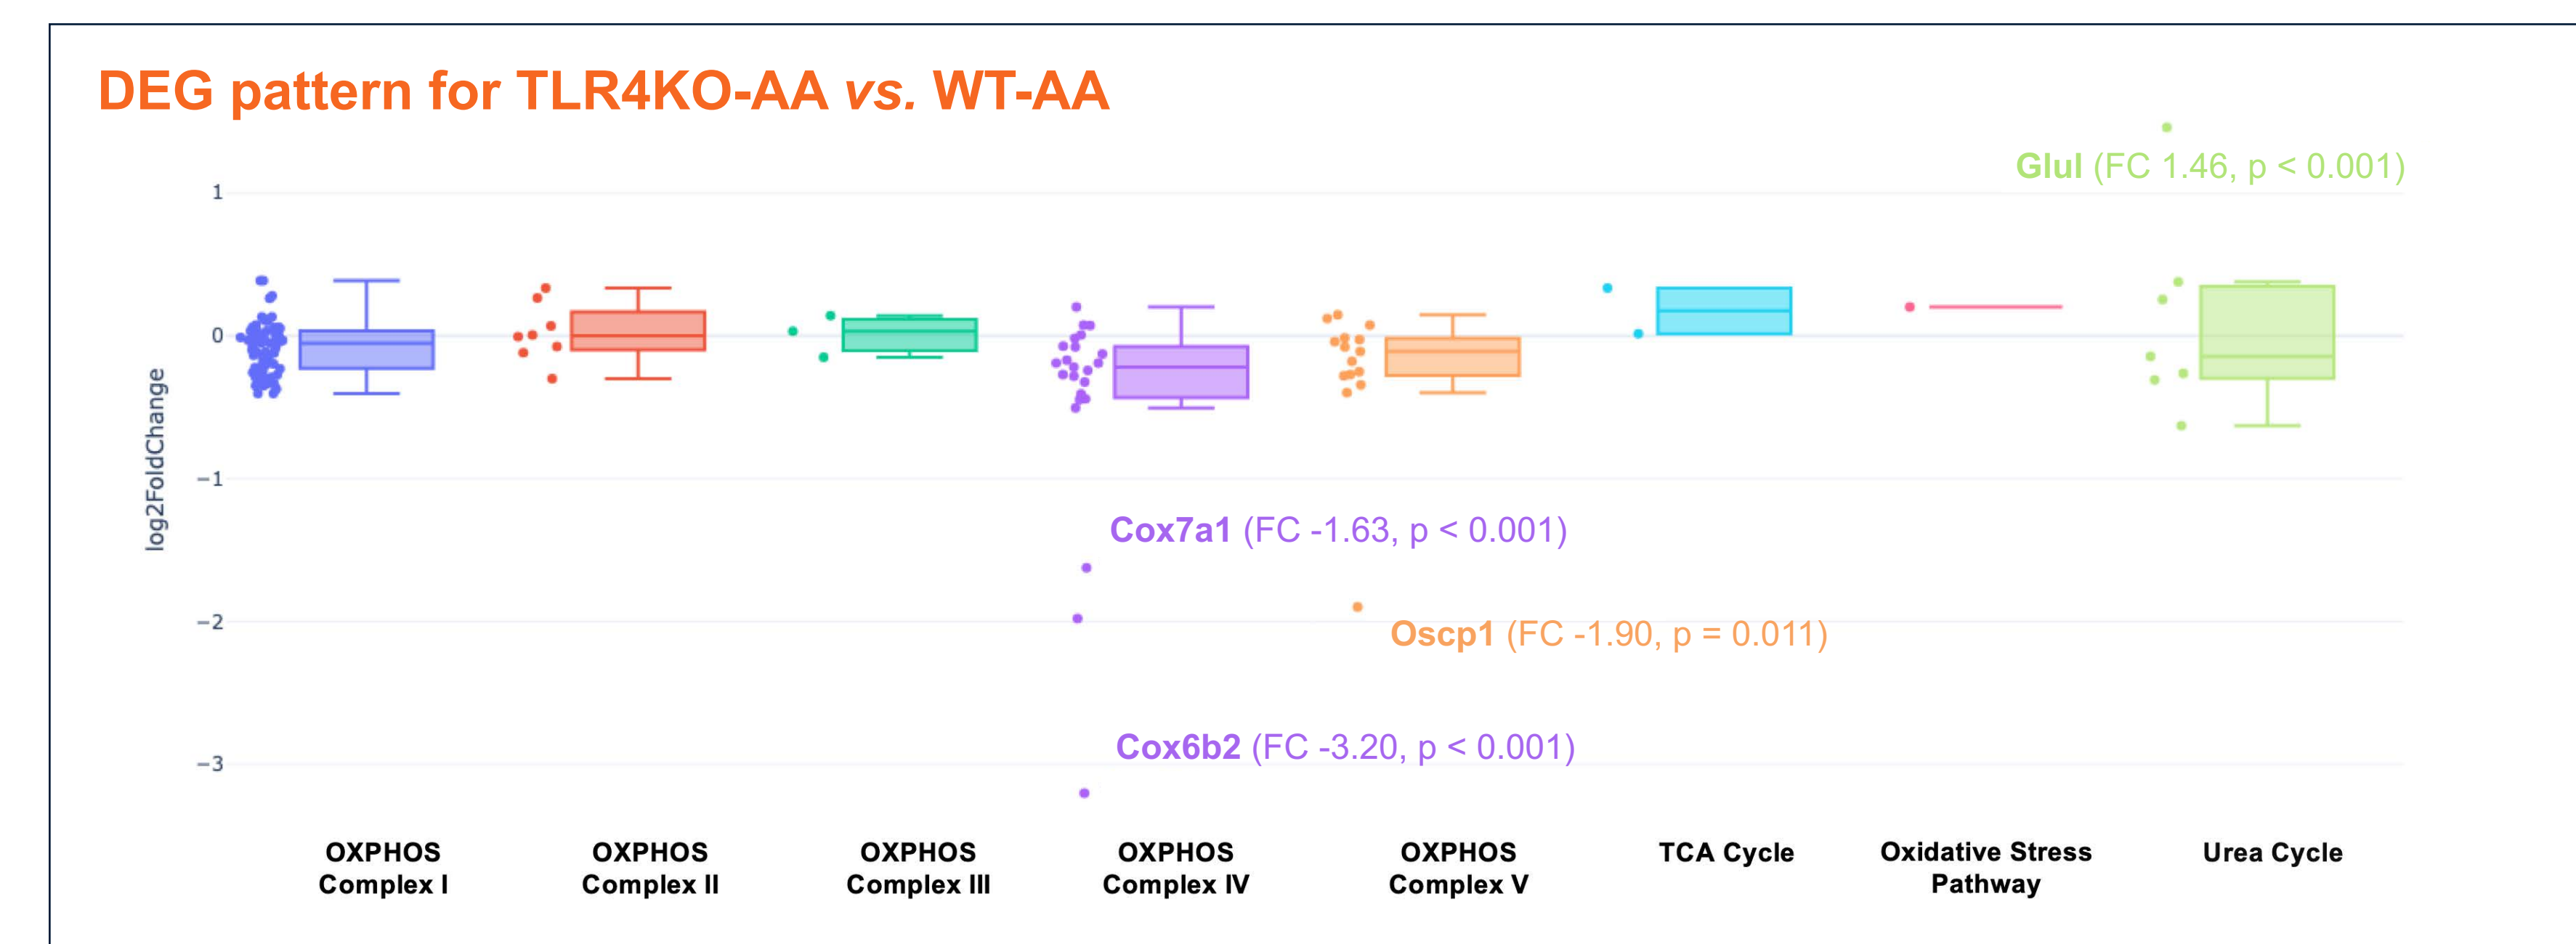 DEG pattern for TLR4KO-AA vs. WT-AA
Glul (FC 1.46, p < 0.001)
1
0
−1
−2
−3
log2FoldChange
Cox7a1 (FC -1.63, p < 0.001)
Oscp1 (FC -1.90, p = 0.011)
Cox6b2 (FC -3.20, p < 0.001)
OXPHOS
Complex I
OXPHOS
Complex II
OXPHOS
Complex III
OXPHOS
Complex IV
OXPHOS
Complex V
TCA Cycle
Oxidative Stress
Pathway
Urea Cycle